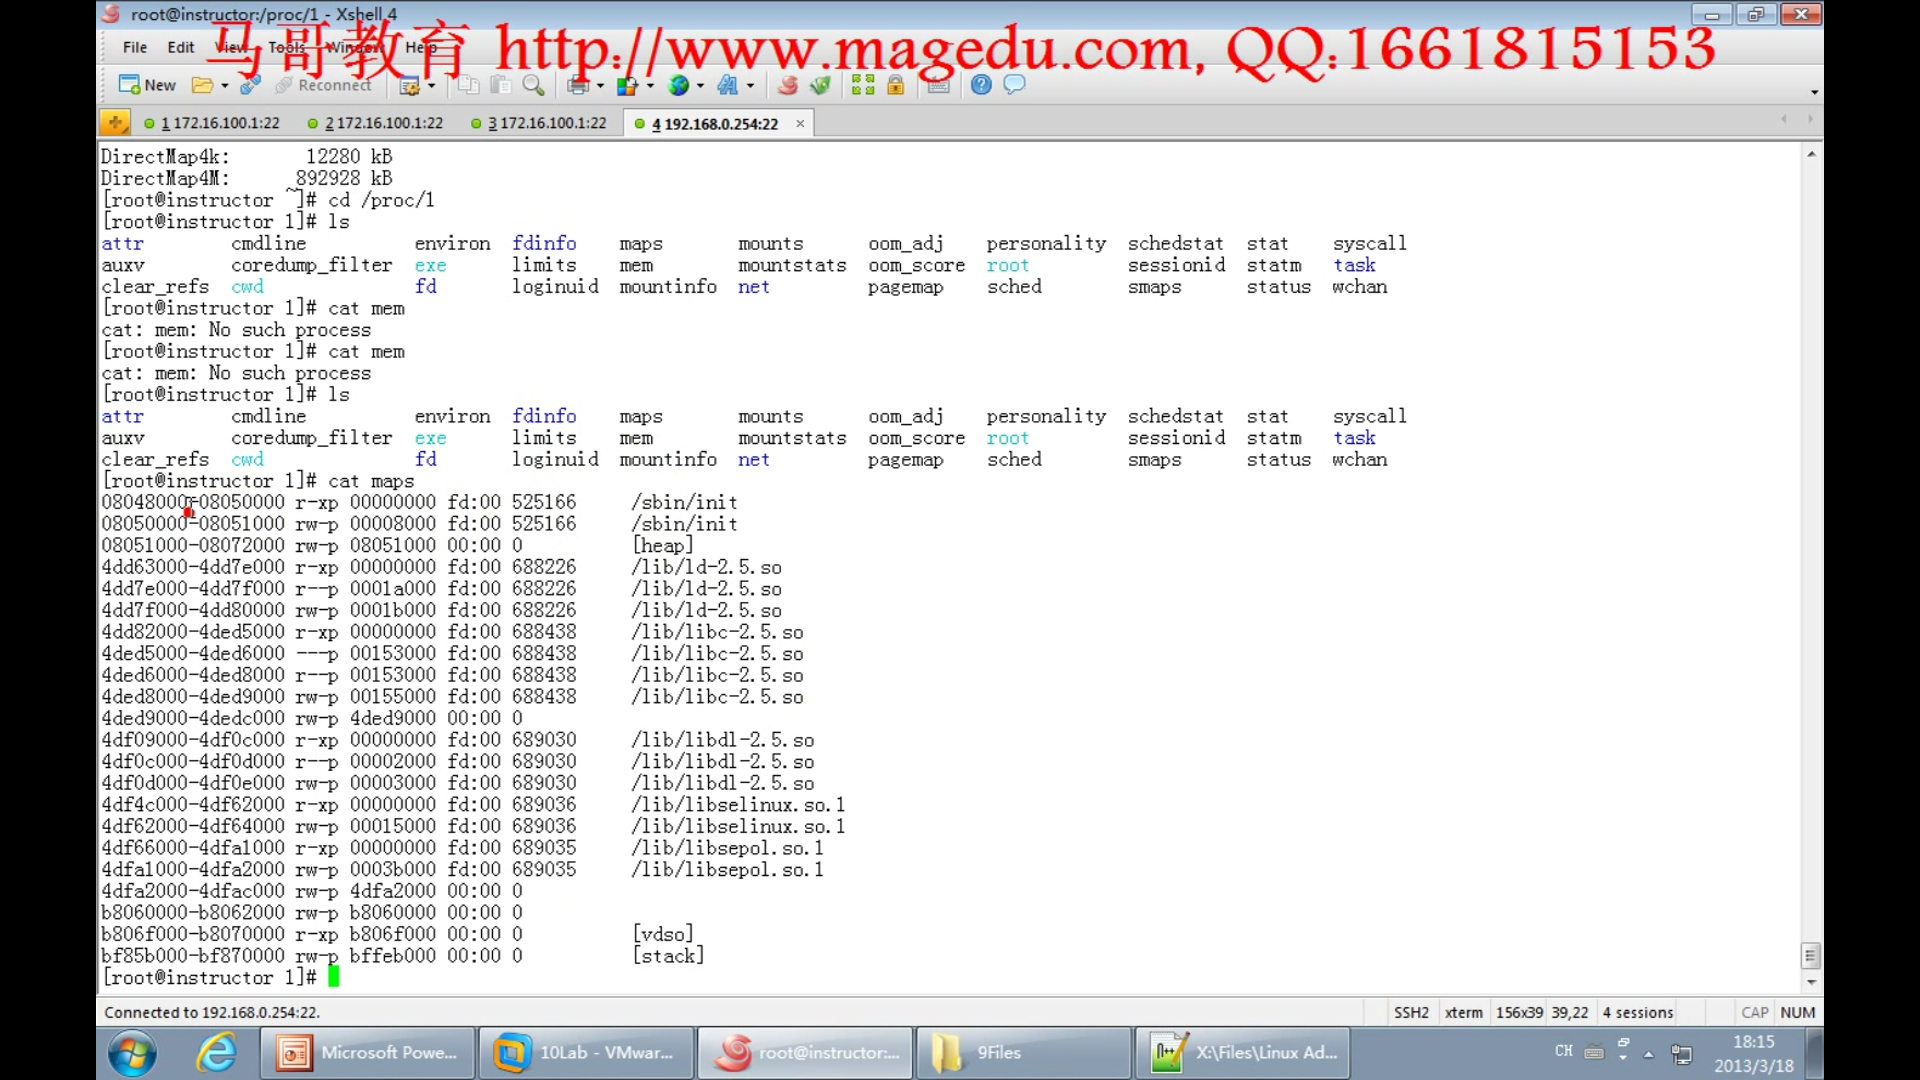 root@instructor:/proc/1 - Xshell 4
File Edit View Tools Window Help
马哥教育 http://www.magedu.com, QQ:1661815153
New Reconnect
1 172.16.100.1:22 2 172.16.100.1:22 3 172.16.100.1:22 4 192.168.0.254:22
DirectMap4k: 12280 kB
DirectMap4M: 892928 kB
[root@instructor ~]# cd /proc/1
[root@instructor 1]# ls
attr cmdline environ fdinfo maps mounts oom_adj personality schedstat stat syscall
auxv coredump_filter exe limits mem mountstats oom_score root sessionid statm task
clear_refs cwd fd loginuid mountinfo net pagemap sched smaps status wchan
[root@instructor 1]# cat mem
cat: mem: No such process
[root@instructor 1]# cat mem
cat: mem: No such process
[root@instructor 1]# ls
attr cmdline environ fdinfo maps mounts oom_adj personality schedstat stat syscall
auxv coredump_filter exe limits mem mountstats oom_score root sessionid statm task
clear_refs cwd fd loginuid mountinfo net pagemap sched smaps status wchan
[root@instructor 1]# cat maps
08048000-08050000 r-xp 00000000 fd:00 525166 /sbin/init
08050000-08051000 rw-p 00008000 fd:00 525166 /sbin/init
08051000-08072000 rw-p 08051000 00:00 0 [heap]
4dd63000-4dd7e000 r-xp 00000000 fd:00 688226 /lib/ld-2.5.so
4dd7e000-4dd7f000 r--p 0001a000 fd:00 688226 /lib/ld-2.5.so
4dd7f000-4dd80000 rw-p 0001b000 fd:00 688226 /lib/ld-2.5.so
4dd82000-4ded5000 r-xp 00000000 fd:00 688438 /lib/libc-2.5.so
4ded5000-4ded6000 ---p 00153000 fd:00 688438 /lib/libc-2.5.so
4ded6000-4ded8000 r--p 00153000 fd:00 688438 /lib/libc-2.5.so
4ded8000-4ded9000 rw-p 00155000 fd:00 688438 /lib/libc-2.5.so
4ded9000-4dedc000 rw-p 4ded9000 00:00 0
4df09000-4df0c000 r-xp 00000000 fd:00 689030 /lib/libdl-2.5.so
4df0c000-4df0d000 r--p 00002000 fd:00 689030 /lib/libdl-2.5.so
4df0d000-4df0e000 rw-p 00003000 fd:00 689030 /lib/libdl-2.5.so
4df4c000-4df62000 r-xp 00000000 fd:00 689036 /lib/libselinux.so.1
4df62000-4df64000 rw-p 00015000 fd:00 689036 /lib/libselinux.so.1
4df66000-4dfa1000 r-xp 00000000 fd:00 689035 /lib/libsepol.so.1
4dfa1000-4dfa2000 rw-p 0003b000 fd:00 689035 /lib/libsepol.so.1
4dfa2000-4dfac000 rw-p 4dfa2000 00:00 0
b8060000-b8062000 rw-p b8060000 00:00 0
b806f000-b8070000 r-xp b806f000 00:00 0 [vdso]
bf85b000-bf870000 rw-p bffeb000 00:00 0 [stack]
[root@instructor 1]#
Connected to 192.168.0.254:22. SSH2 xterm 156x39 39,22 4 sessions CAP NUM
Microsoft Powe... 10Lab - VMwar... root@instructor:... 9Files X:\Files\Linux Ad... CH 18:15
2013/3/18